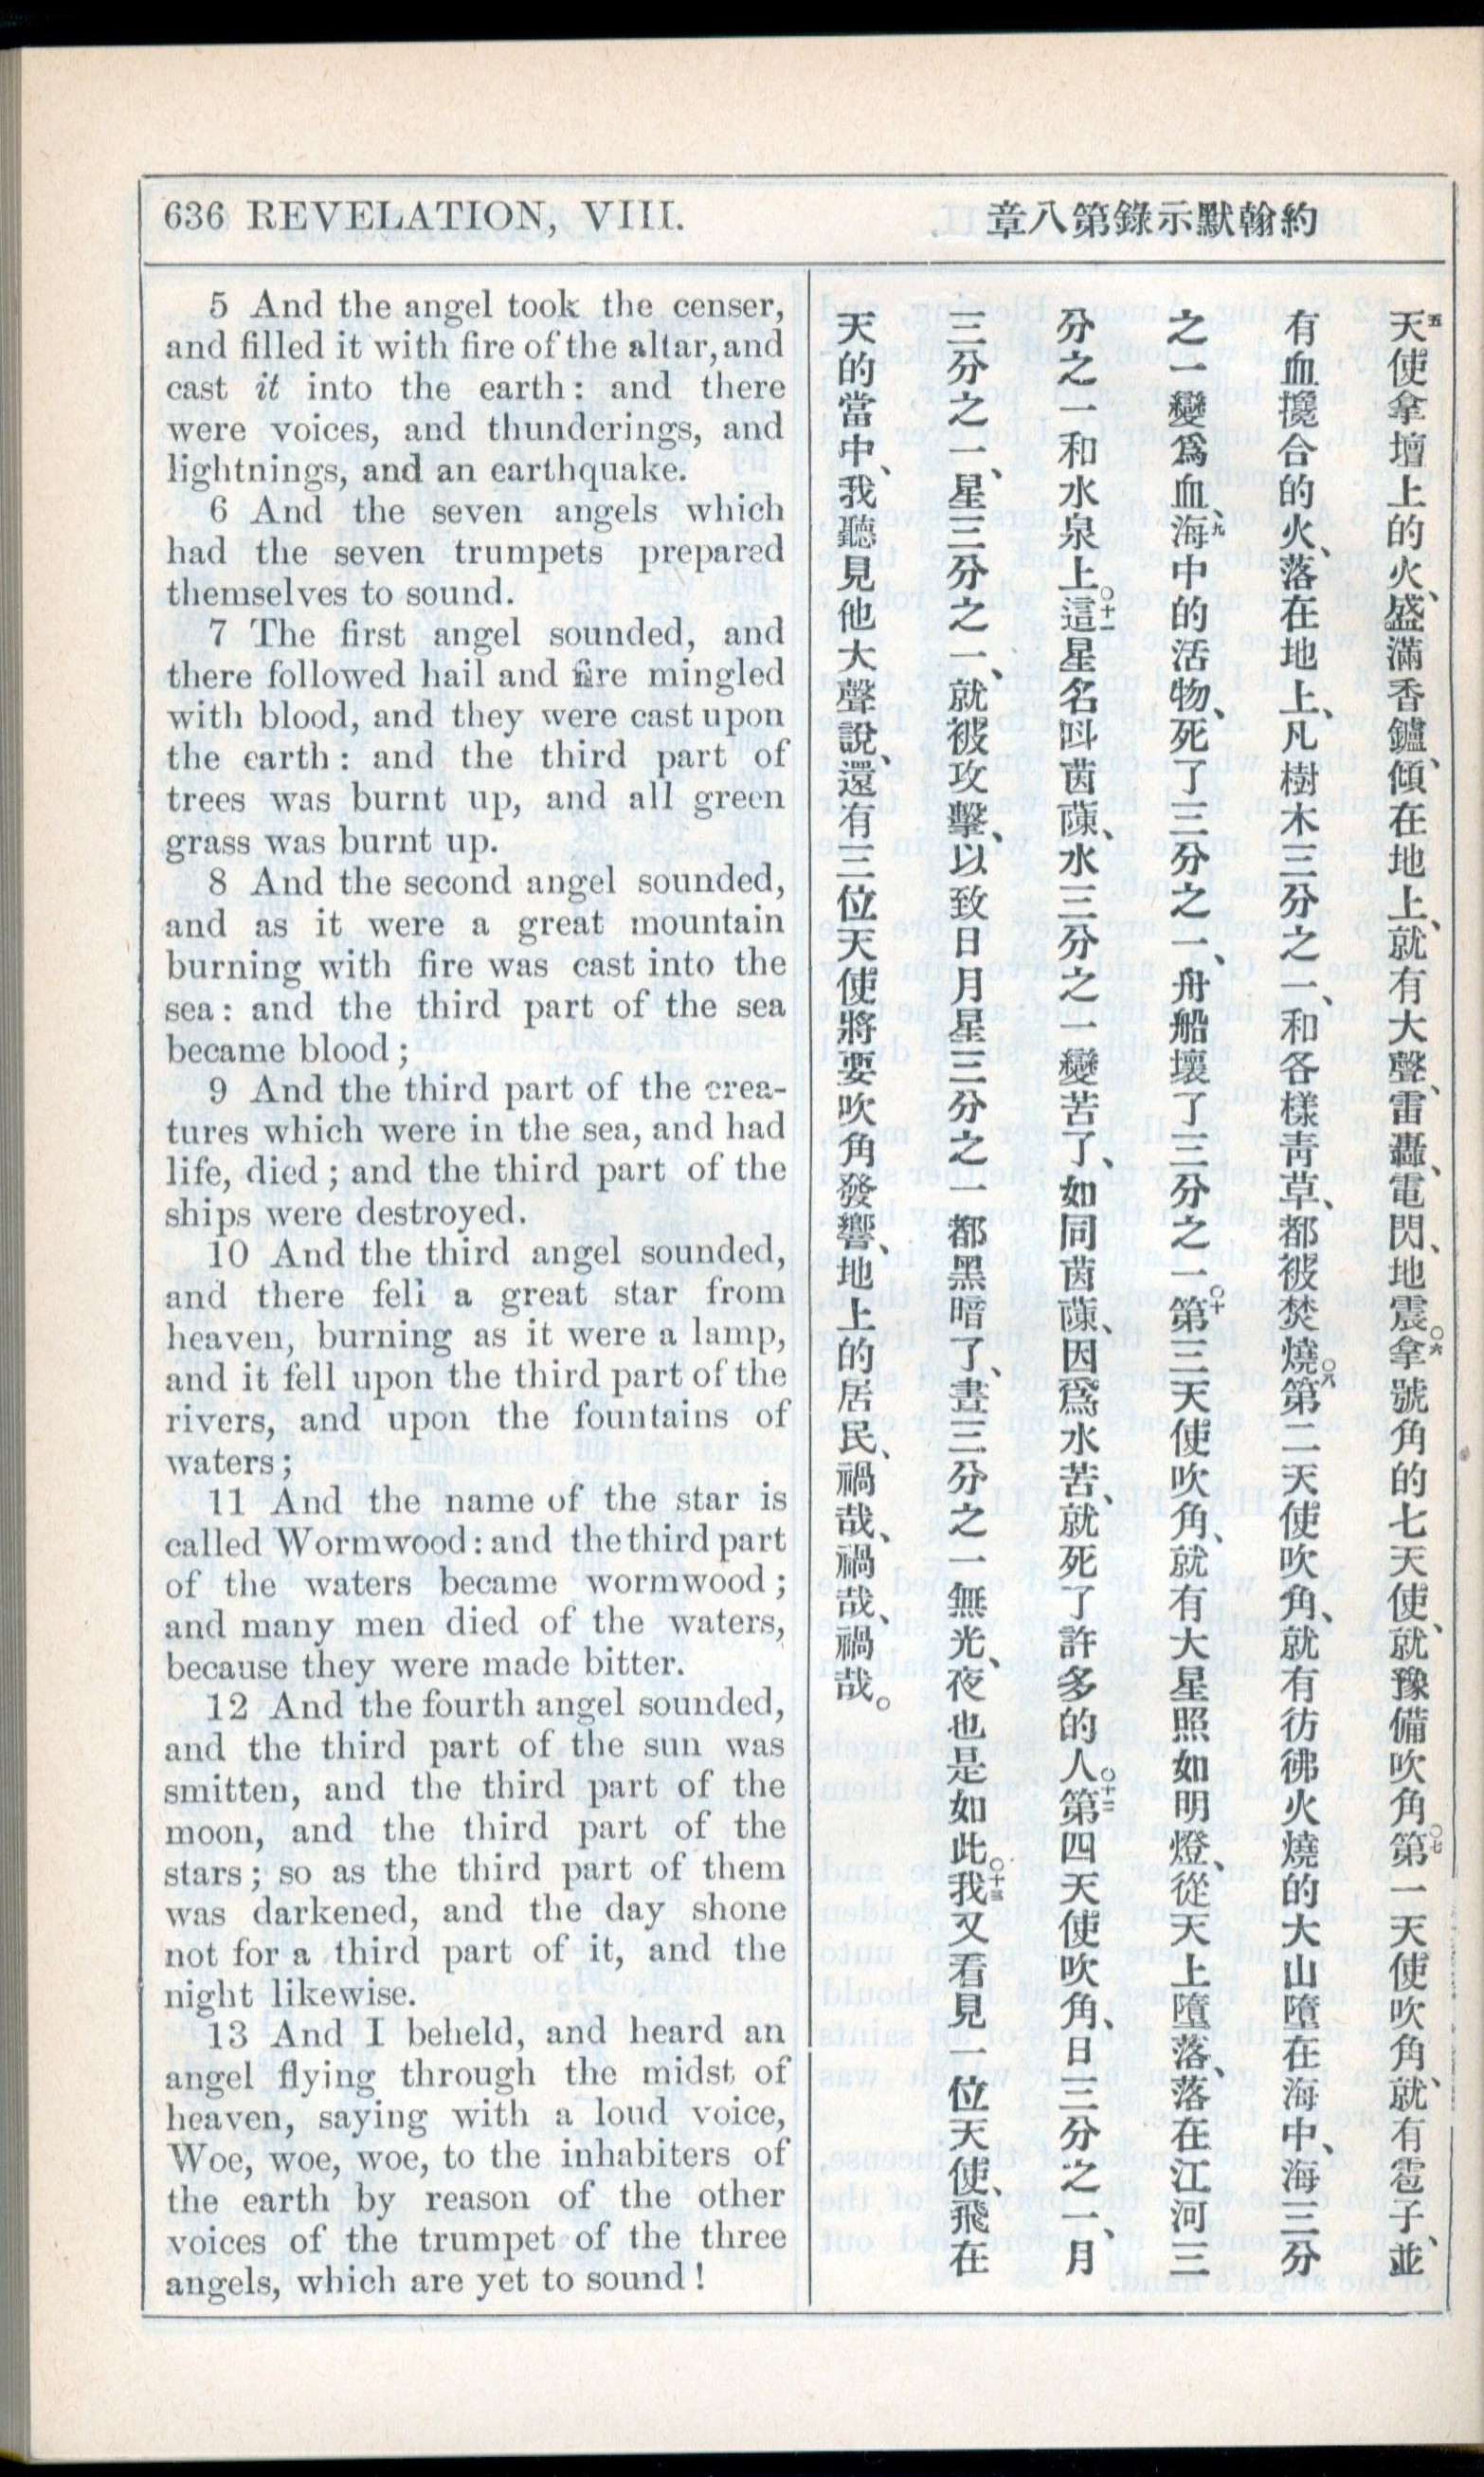 636 REVELATION, VIII.
章八第錄示默翰約
5 And the angel took the censer,
and filled it with fire of the altar, and
cast it into the earth: and there
were voices, and thunderings, and
lightnings, and an earthquake.
6 And the seven angels which
had the seven trumpets prepared
themselves to sound.
7 The first angel sounded, and
there followed hail and fire mingled
with blood, and they were cast upon
the earth: and the third part of
trees was burnt up, and all green
grass was burnt up.
8 And the second angel sounded,
and as it were a great mountain
burning with fire was cast into the
sea: and the third part of the sea
became blood;
9 And the third part of the crea-
tures which were in the sea, and had
life, died; and the third part of the
ships were destroyed.
10 And the third angel sounded,
and there fell a great star from
heaven, burning as it were a lamp,
and it fell upon the third part of the
rivers, and upon the fountains of
waters;
11 And the name of the star is
called Wormwood: and the third part
of the waters became wormwood;
and many men died of the waters,
because they were made bitter.
12 And the fourth angel sounded,
and the third part of the sun was
smitten, and the third part of the
moon, and the third part of the
stars; so as the third part of them
was darkened, and the day shone
not for a third part of it, and the
night likewise.
13 And I beheld, and heard an
angel flying through the midst of
heaven, saying with a loud voice,
Woe, woe, woe, to the inhabiters of
the earth by reason of the other
voices of the trumpet of the three
angels, which are yet to sound!
五天使拿壇上的火、盛滿香鑪、傾在地上、就有大聲、雷轟、電閃、地震○六拿號角的七天使、就豫備吹角○七第一天使吹角、就有雹子、並
有血攙合的火、落在地上、凡樹木三分之一、和各樣靑草、都被焚燒○八第二天使吹角、就有彷彿火燒的大山墮在海中、海三分
之一變爲血、九海中的活物、死了三分之一、舟船壞了三分之一○十第三天使吹角、就有大星照如明燈、從天上墮落、落在江河三
分之一和水泉上○十一這星名呌茵蔯、水三分之一變苦了、如同茵蔯因爲水苦、就死了許多的人○十二第四天使吹角、日三分之一、月
三分之一、星三分之一、就被攻擊、以致日月星三分之一都黑暗了、晝三分之一無光、夜也是如此○十三我又看見一位天使、飛在
天的當中、我聽見他大聲說、還有三位天使將要吹角發響、地上的居民、禍哉、禍哉、禍哉。